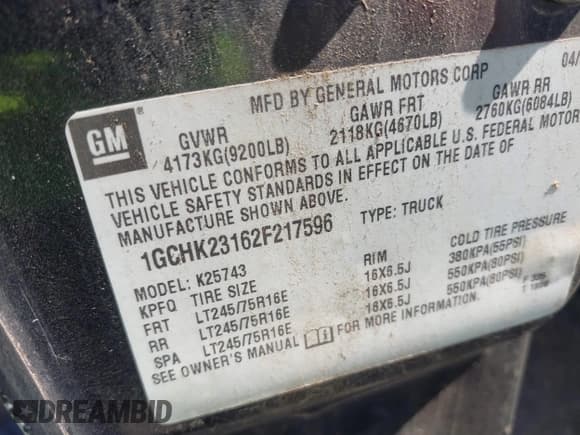 GM
MFD BY GENERAL MOTORS CORP 04/
GVWR GAWR FRT GAWR RR
4173KG(9200LB) 2118KG(4670LB) 2760KG(6084LB)
THIS VEHICLE CONFORMS TO ALL APPLICABLE U.S. FEDERAL MOTOR
VEHICLE SAFETY STANDARDS IN EFFECT ON THE DATE OF
MANUFACTURE SHOWN ABOVE.
1GCHK23162F217596 TYPE: TRUCK
MODEL: K25743
KPFQ TIRE SIZE RIM COLD TIRE PRESSURE
FRT LT245/75R16E 16X6.5J 380KPA(55PSI)
RR LT245/75R16E 16X6.5J 550KPA(80PSI)
SPA LT245/75R16E 16X6.5J 550KPA(80PSI)
SEE OWNER'S MANUAL FOR MORE INFORMATION.
DREAMBID